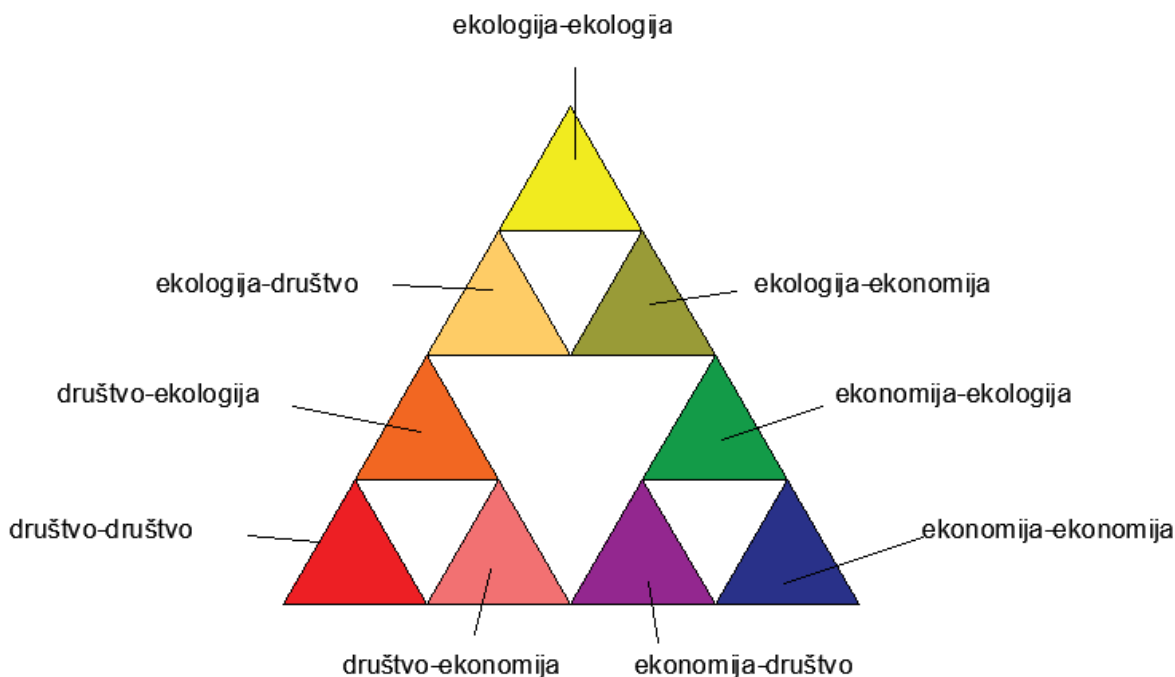 ekologija-ekologija
ekologija-društvo
ekologija-ekonomija
društvo-ekologija
ekonomija-ekologija
društvo-društvo
ekonomija-ekonomija
društvo-ekonomija
ekonomija-društvo